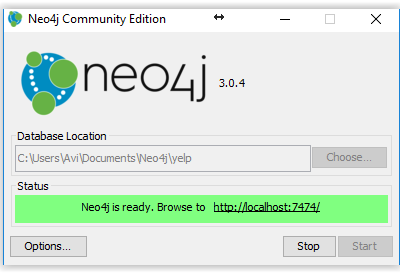 Neo4j Community Edition
neo4j 3.0.4
Database Location
C:\Users\Avi\Documents\Neo4j\yelp Choose...
Status
Neo4j is ready. Browse to http://localhost:7474/
Options... Stop Start